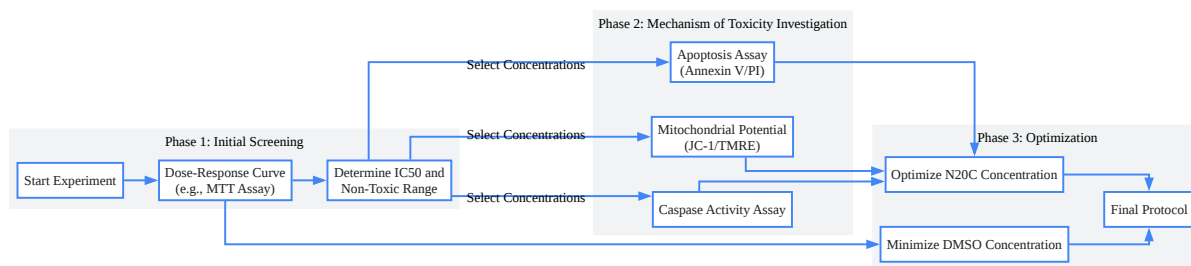 Phase 1: Initial Screening
Start Experiment
Dose-Response Curve
(e.g., MTT Assay)
Determine IC50 and
Non-Toxic Range
Select Concentrations
Select Concentrations
Select Concentrations
Phase 2: Mechanism of Toxicity Investigation
Apoptosis Assay
(Annexin V/PI)
Mitochondrial Potential
(JC-1/TMRE)
Caspase Activity Assay
Phase 3: Optimization
Optimize N20C Concentration
Minimize DMSO Concentration
Final Protocol